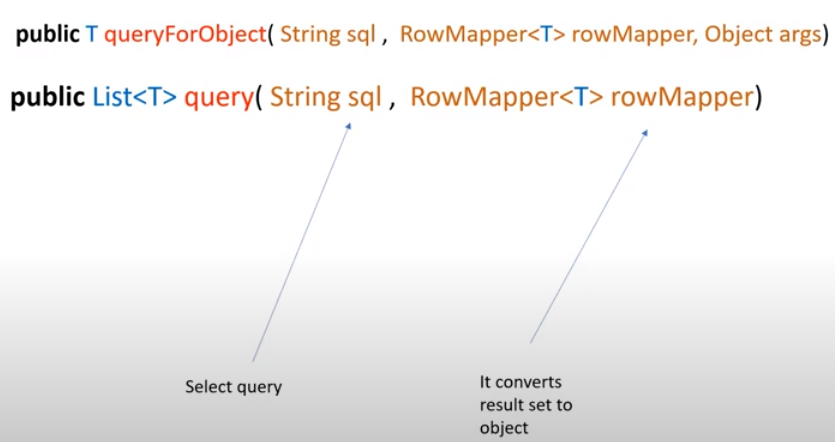 public T queryForObject( String sql , RowMapper<T> rowMapper, Object args)
public List<T> query( String sql , RowMapper<T> rowMapper)
Select query
It converts
result set to
object